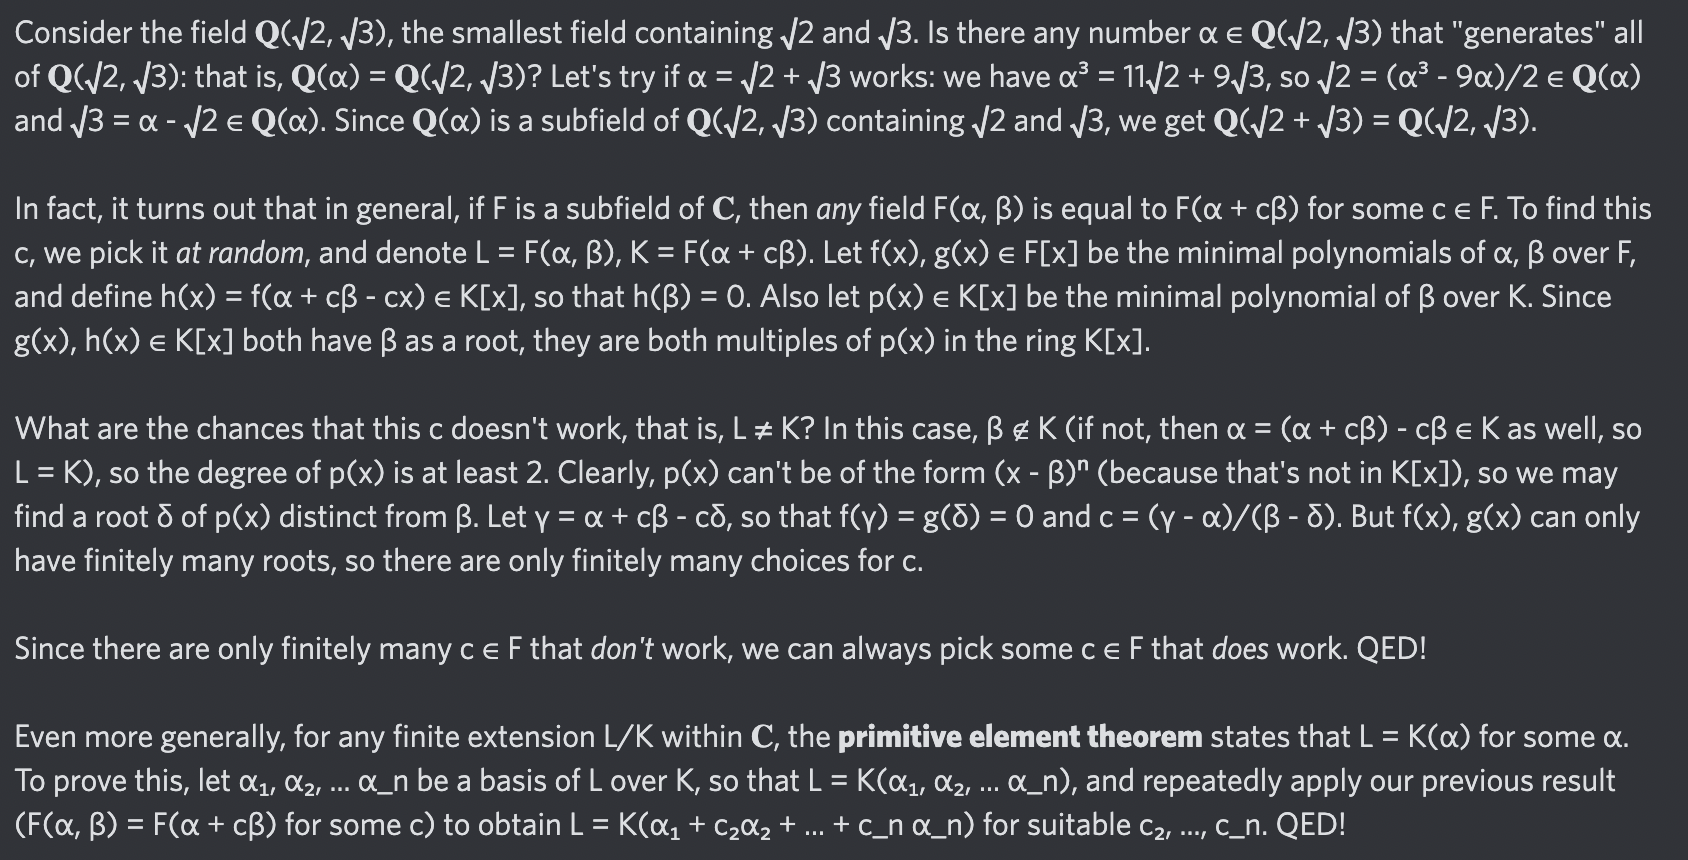 Consider the field 𝐐(√2, √3), the smallest field containing √2 and √3. Is there any number α ∈ 𝐐(√2, √3) that "generates" all
of 𝐐(√2, √3): that is, 𝐐(α) = 𝐐(√2, √3)? Let's try if α = √2 + √3 works: we have α³ = 11√2 + 9√3, so √2 = (α³ - 9α)/2 ∈ 𝐐(α)
and √3 = α - √2 ∈ 𝐐(α). Since 𝐐(α) is a subfield of 𝐐(√2, √3) containing √2 and √3, we get 𝐐(√2 + √3) = 𝐐(√2, √3).
In fact, it turns out that in general, if F is a subfield of 𝐂, then any field F(α, β) is equal to F(α + cβ) for some c ∈ F. To find this
c, we pick it at random, and denote L = F(α, β), K = F(α + cβ). Let f(x), g(x) ∈ F[x] be the minimal polynomials of α, β over F,
and define h(x) = f(α + cβ - cx) ∈ K[x], so that h(β) = 0. Also let p(x) ∈ K[x] be the minimal polynomial of β over K. Since
g(x), h(x) ∈ K[x] both have β as a root, they are both multiples of p(x) in the ring K[x].
What are the chances that this c doesn't work, that is, L ≠ K? In this case, β ∉ K (if not, then α = (α + cβ) - cβ ∈ K as well, so
L = K), so the degree of p(x) is at least 2. Clearly, p(x) can't be of the form (x - β)ⁿ (because that's not in K[x]), so we may
find a root δ of p(x) distinct from β. Let γ = α + cβ - cδ, so that f(γ) = g(δ) = 0 and c = (γ - α)/(β - δ). But f(x), g(x) can only
have finitely many roots, so there are only finitely many choices for c.
Since there are only finitely many c ∈ F that don't work, we can always pick some c ∈ F that does work. QED!
Even more generally, for any finite extension L/K within 𝐂, the primitive element theorem states that L = K(α) for some α.
To prove this, let α₁, α₂, ... α_n be a basis of L over K, so that L = K(α₁, α₂, ... α_n), and repeatedly apply our previous result
(F(α, β) = F(α + cβ) for some c) to obtain L = K(α₁ + c₂α₂ + ... + c_n α_n) for suitable c₂, ..., c_n. QED!